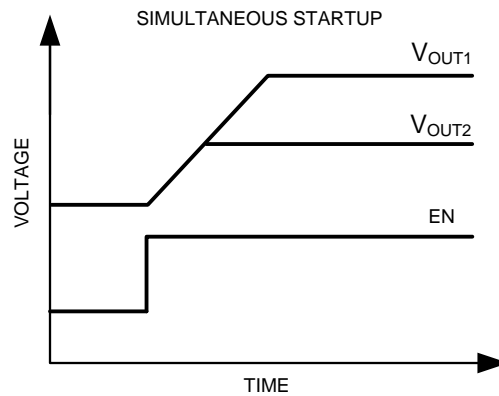 SIMULTANEOUS STARTUP
VOUT1
VOUT2
VOLTAGE
EN
TIME